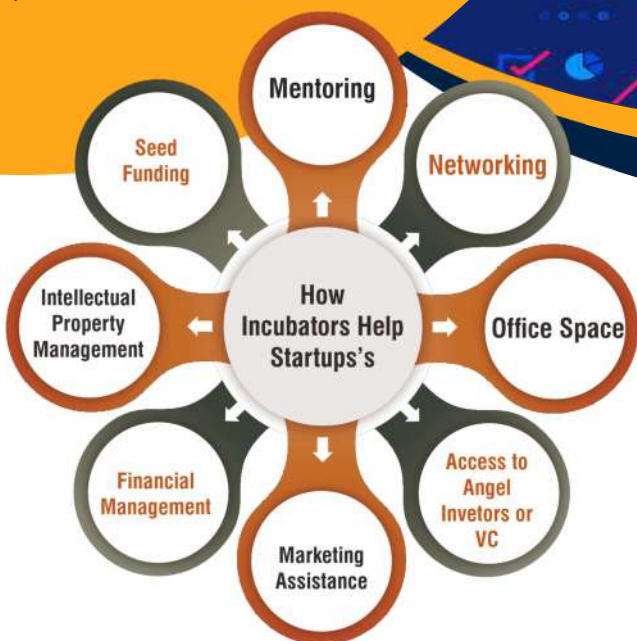 Mentoring
Networking
Office Space
Access to
Angel
Invetors or
VC
Marketing
Assistance
Financial
Management
Intellectual
Property
Management
Seed
Funding
How
Incubators Help
Startups's